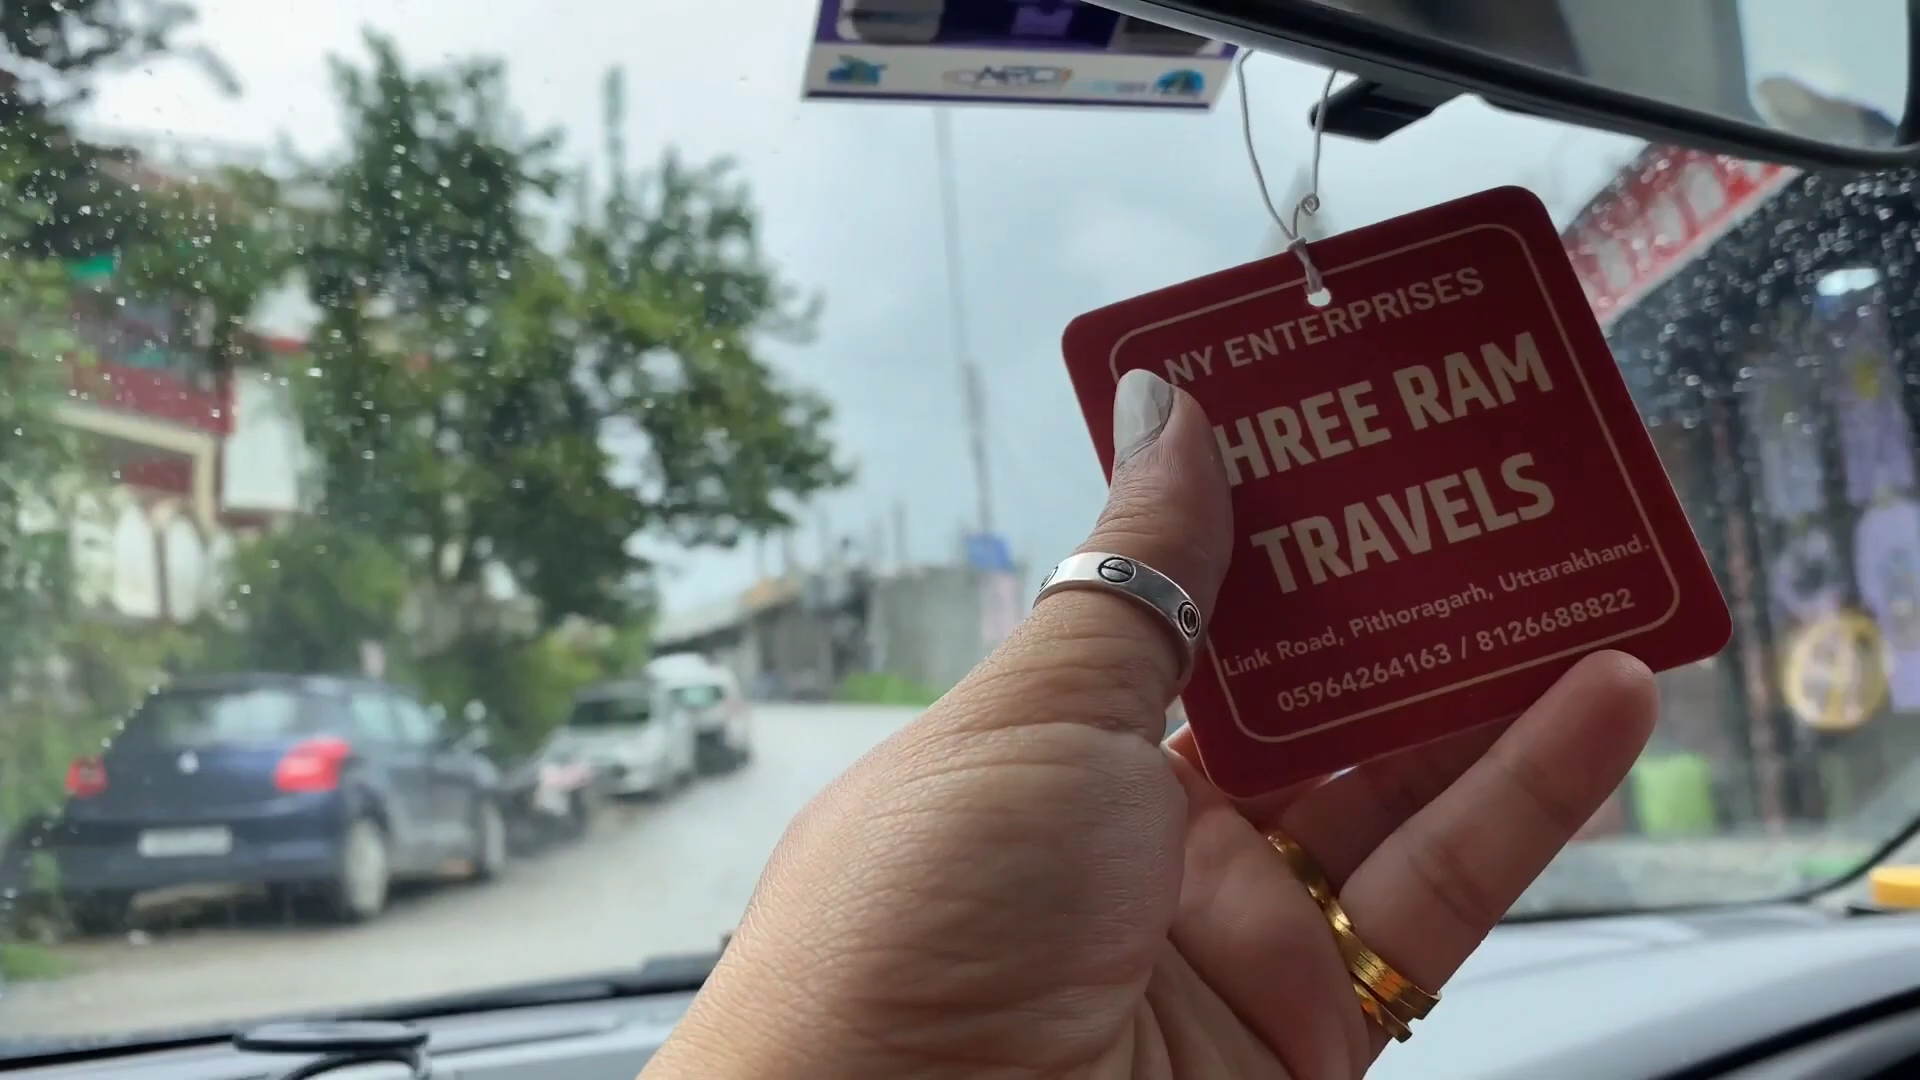 NY ENTERPRISES
HREE RAM
TRAVELS
Link Road, Pithoragarh, Uttarakhand.
05964264163 / 8126688822